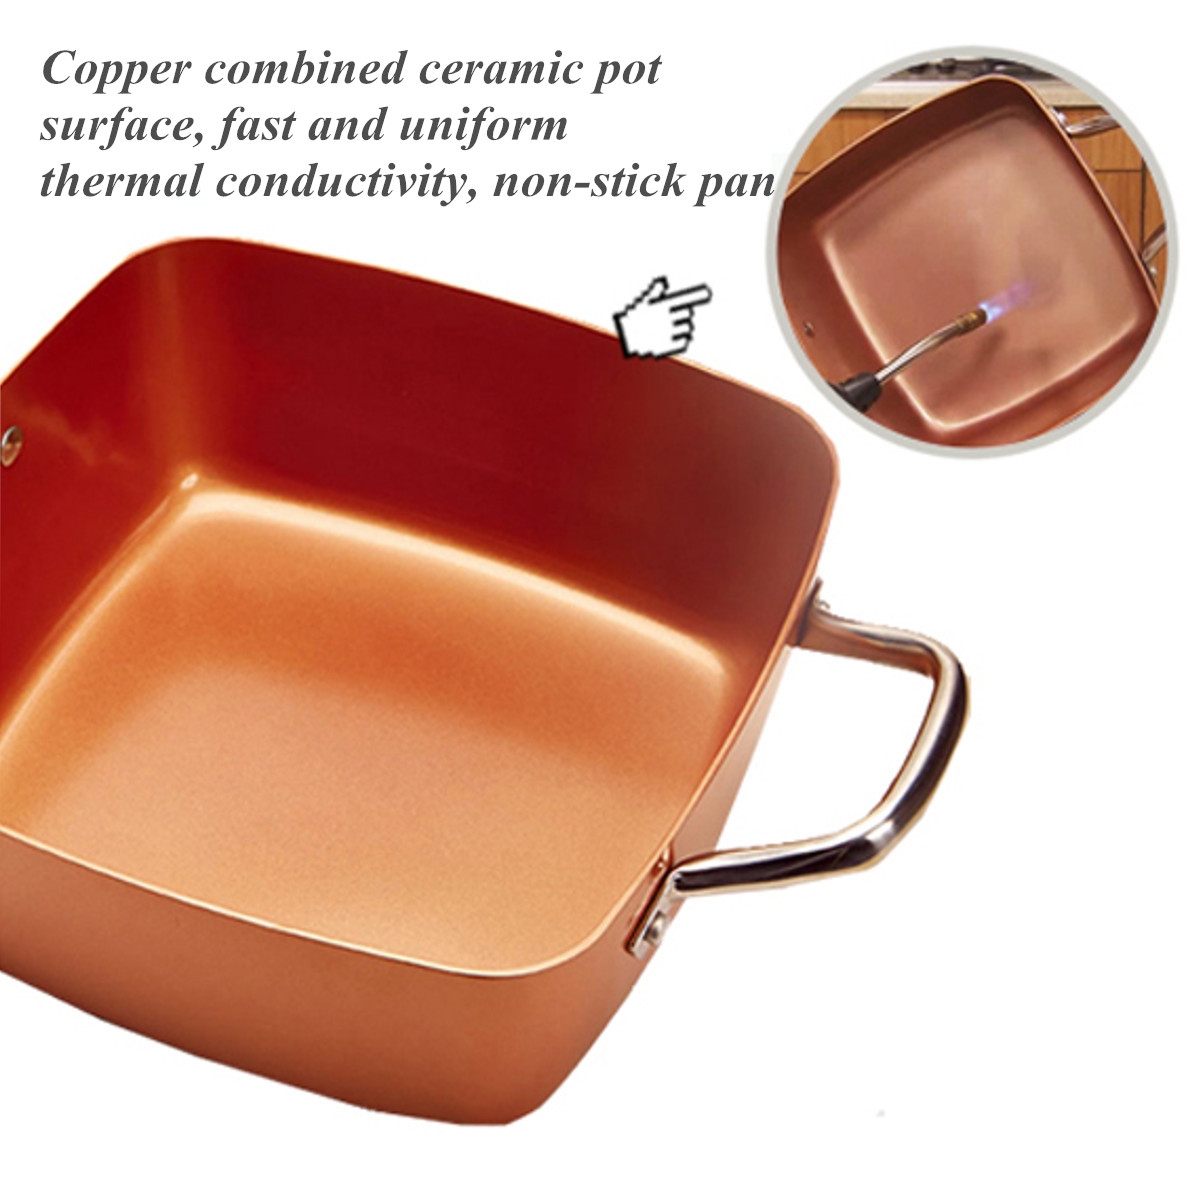 Copper combined ceramic pot
surface, fast and uniform
thermal conductivity, non-stick pan